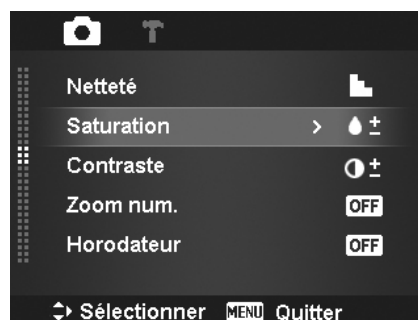 Netteté
Saturation
Contraste
Zoom num. OFF
Horodateur OFF
Sélectionner MENU Quitter